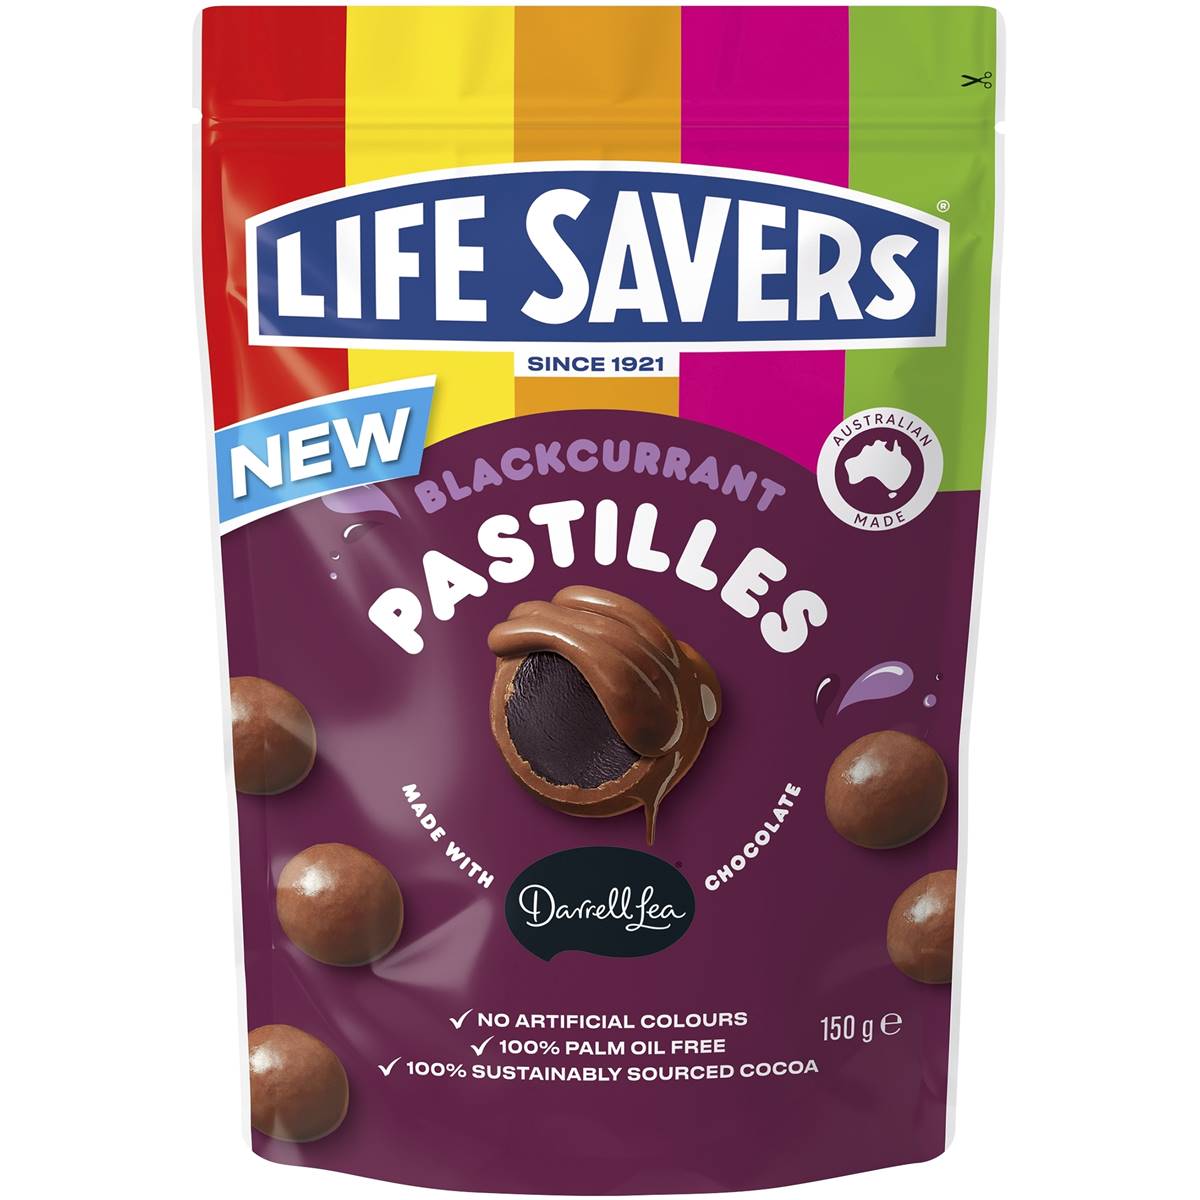 LIFE SAVERS®
SINCE 1921
NEW
BLACKCURRANT
PASTILLES
AUSTRALIAN
MADE
MADE WITH
Darrell Lea®
CHOCOLATE
✓ NO ARTIFICIAL COLOURS
✓ 100% PALM OIL FREE
✓ 100% SUSTAINABLY SOURCED COCOA
150 g ℮